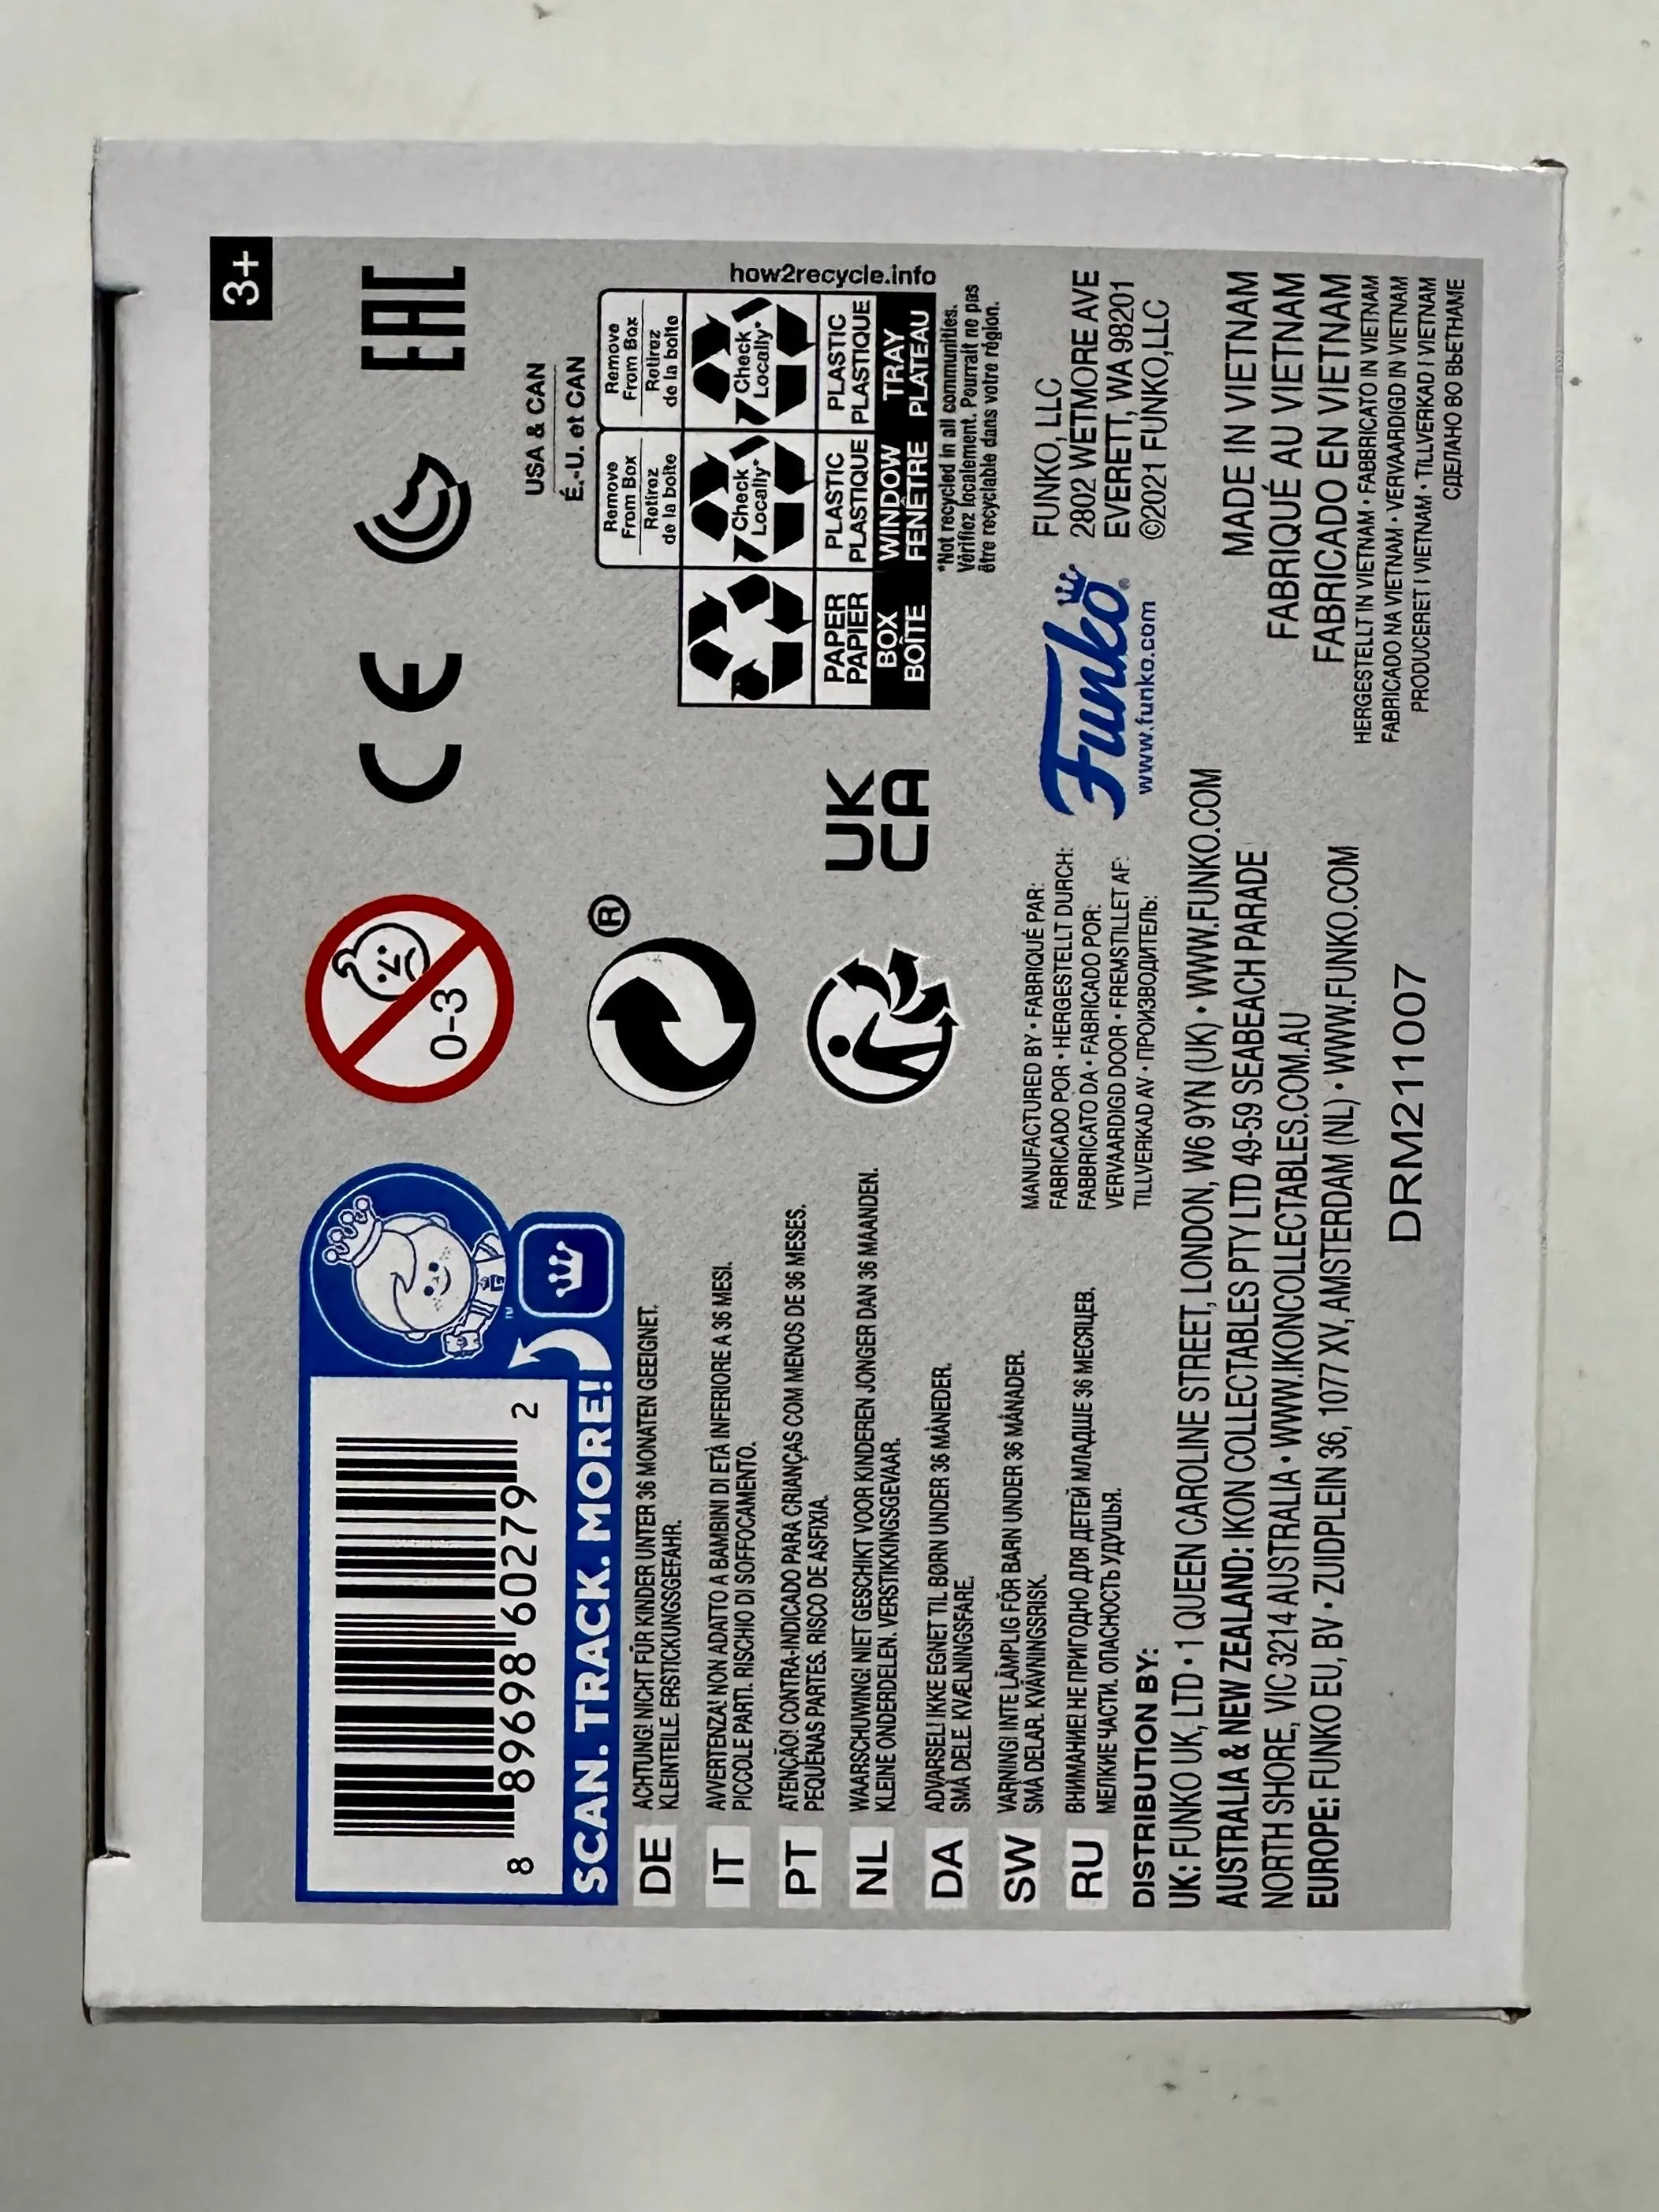 3+
8 89698 60279 2
SCAN. TRACK. MORE!
™
0-3
CE
EAC
®
UK
CA
USA & CAN
É.-U. et CAN
Remove
From Box
Retirez
de la boîte
Remove
From Box
Retirez
de la boîte
Check
Locally*
Check
Locally*
PAPER
PAPIER
PLASTIC
PLASTIQUE
PLASTIC
PLASTIQUE
BOX
BOÎTE
WINDOW
FENÊTRE
TRAY
PLATEAU
how2recycle.info
*Not recycled in all communities.
Vérifiez localement. Pourrait ne pas
être recyclable dans votre région.
DE ACHTUNG! NICHT FÜR KINDER UNTER 36 MONATEN GEEIGNET.
KLEINTEILE. ERSTICKUNGSGEFAHR.
IT AVVERTENZA! NON ADATTO A BAMBINI DI ETÀ INFERIORE A 36 MESI.
PICCOLE PARTI. RISCHIO DI SOFFOCAMENTO.
PT ATENÇÃO! CONTRA-INDICADO PARA CRIANÇAS COM MENOS DE 36 MESES.
PEQUENAS PARTES. RISCO DE ASFIXIA.
NL WAARSCHUWING! NIET GESCHIKT VOOR KINDEREN JONGER DAN 36 MAANDEN.
KLEINE ONDERDELEN. VERSTIKKINGSGEVAAR.
DA ADVARSEL! IKKE EGNET TIL BØRN UNDER 36 MÅNEDER.
SMÅ DELE. KVÆLNINGSFARE.
SW VARNING! INTE LÄMPLIG FÖR BARN UNDER 36 MÅNADER.
SMÅ DELAR. KVÄVNINGSRISK.
RU ВНИМАНИЕ! НЕ ПРИГОДНО ДЛЯ ДЕТЕЙ МЛАДШЕ 36 МЕСЯЦЕВ.
МЕЛКИЕ ЧАСТИ. ОПАСНОСТЬ УДУШЬЯ.
MANUFACTURED BY • FABRIQUÉ PAR:
FABRICADO POR • HERGESTELLT DURCH:
FABBRICATO DA • FABRICADO POR:
VERVAARDIGD DOOR • FREMSTILLET AF:
TILLVERKAD AV • ПРОИЗВОДИТЕЛЬ:
Funko®
www.funko.com
FUNKO, LLC
2802 WETMORE AVE
EVERETT, WA 98201
©2021 FUNKO,LLC
DISTRIBUTION BY:
UK: FUNKO UK, LTD • 1 QUEEN CAROLINE STREET, LONDON, W6 9YN (UK) • WWW.FUNKO.COM
AUSTRALIA & NEW ZEALAND: IKON COLLECTABLES PTY LTD 49-59 SEABEACH PARADE
NORTH SHORE, VIC 3214 AUSTRALIA • WWW.IKONCOLLECTABLES.COM.AU
EUROPE: FUNKO EU, BV • ZUIDPLEIN 36, 1077 XV, AMSTERDAM (NL) • WWW.FUNKO.COM
DRM211007
MADE IN VIETNAM
FABRIQUÉ AU VIETNAM
FABRICADO EN VIETNAM
HERGESTELLT IN VIETNAM • FABBRICATO IN VIETNAM
FABRICADO NA VIETNAM • VERVAARDIGD IN VIETNAM
PRODUCERET I VIETNAM • TILLVERKAD I VIETNAM
СДЕЛАНО ВО ВЬЕТНАМЕ